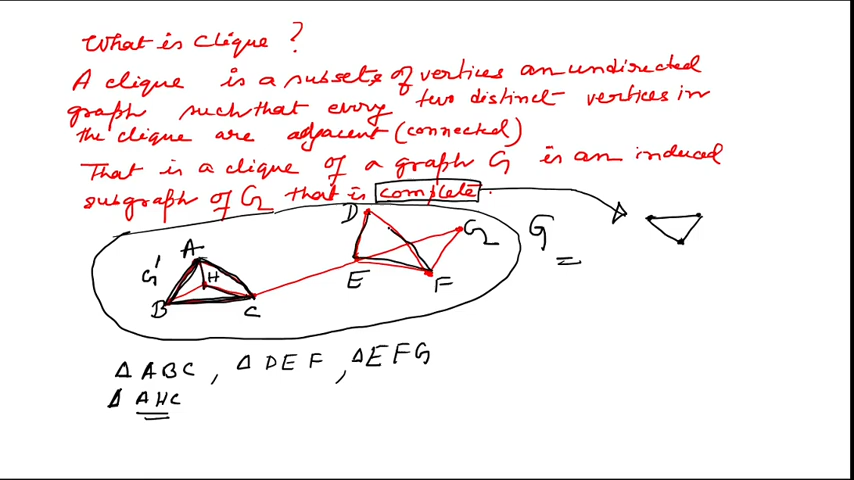 What is clique ?
A clique is a subsets of vertices an undirected
graph such that every two distinct vertices in
the clique are adjacent (connected)
That is a clique of a graph G is an induced
subgraph of G that is complete.
D
G
G
A
G'
H
E
F
B
C
Δ ABC , Δ DEF , Δ EFG
Δ AHC